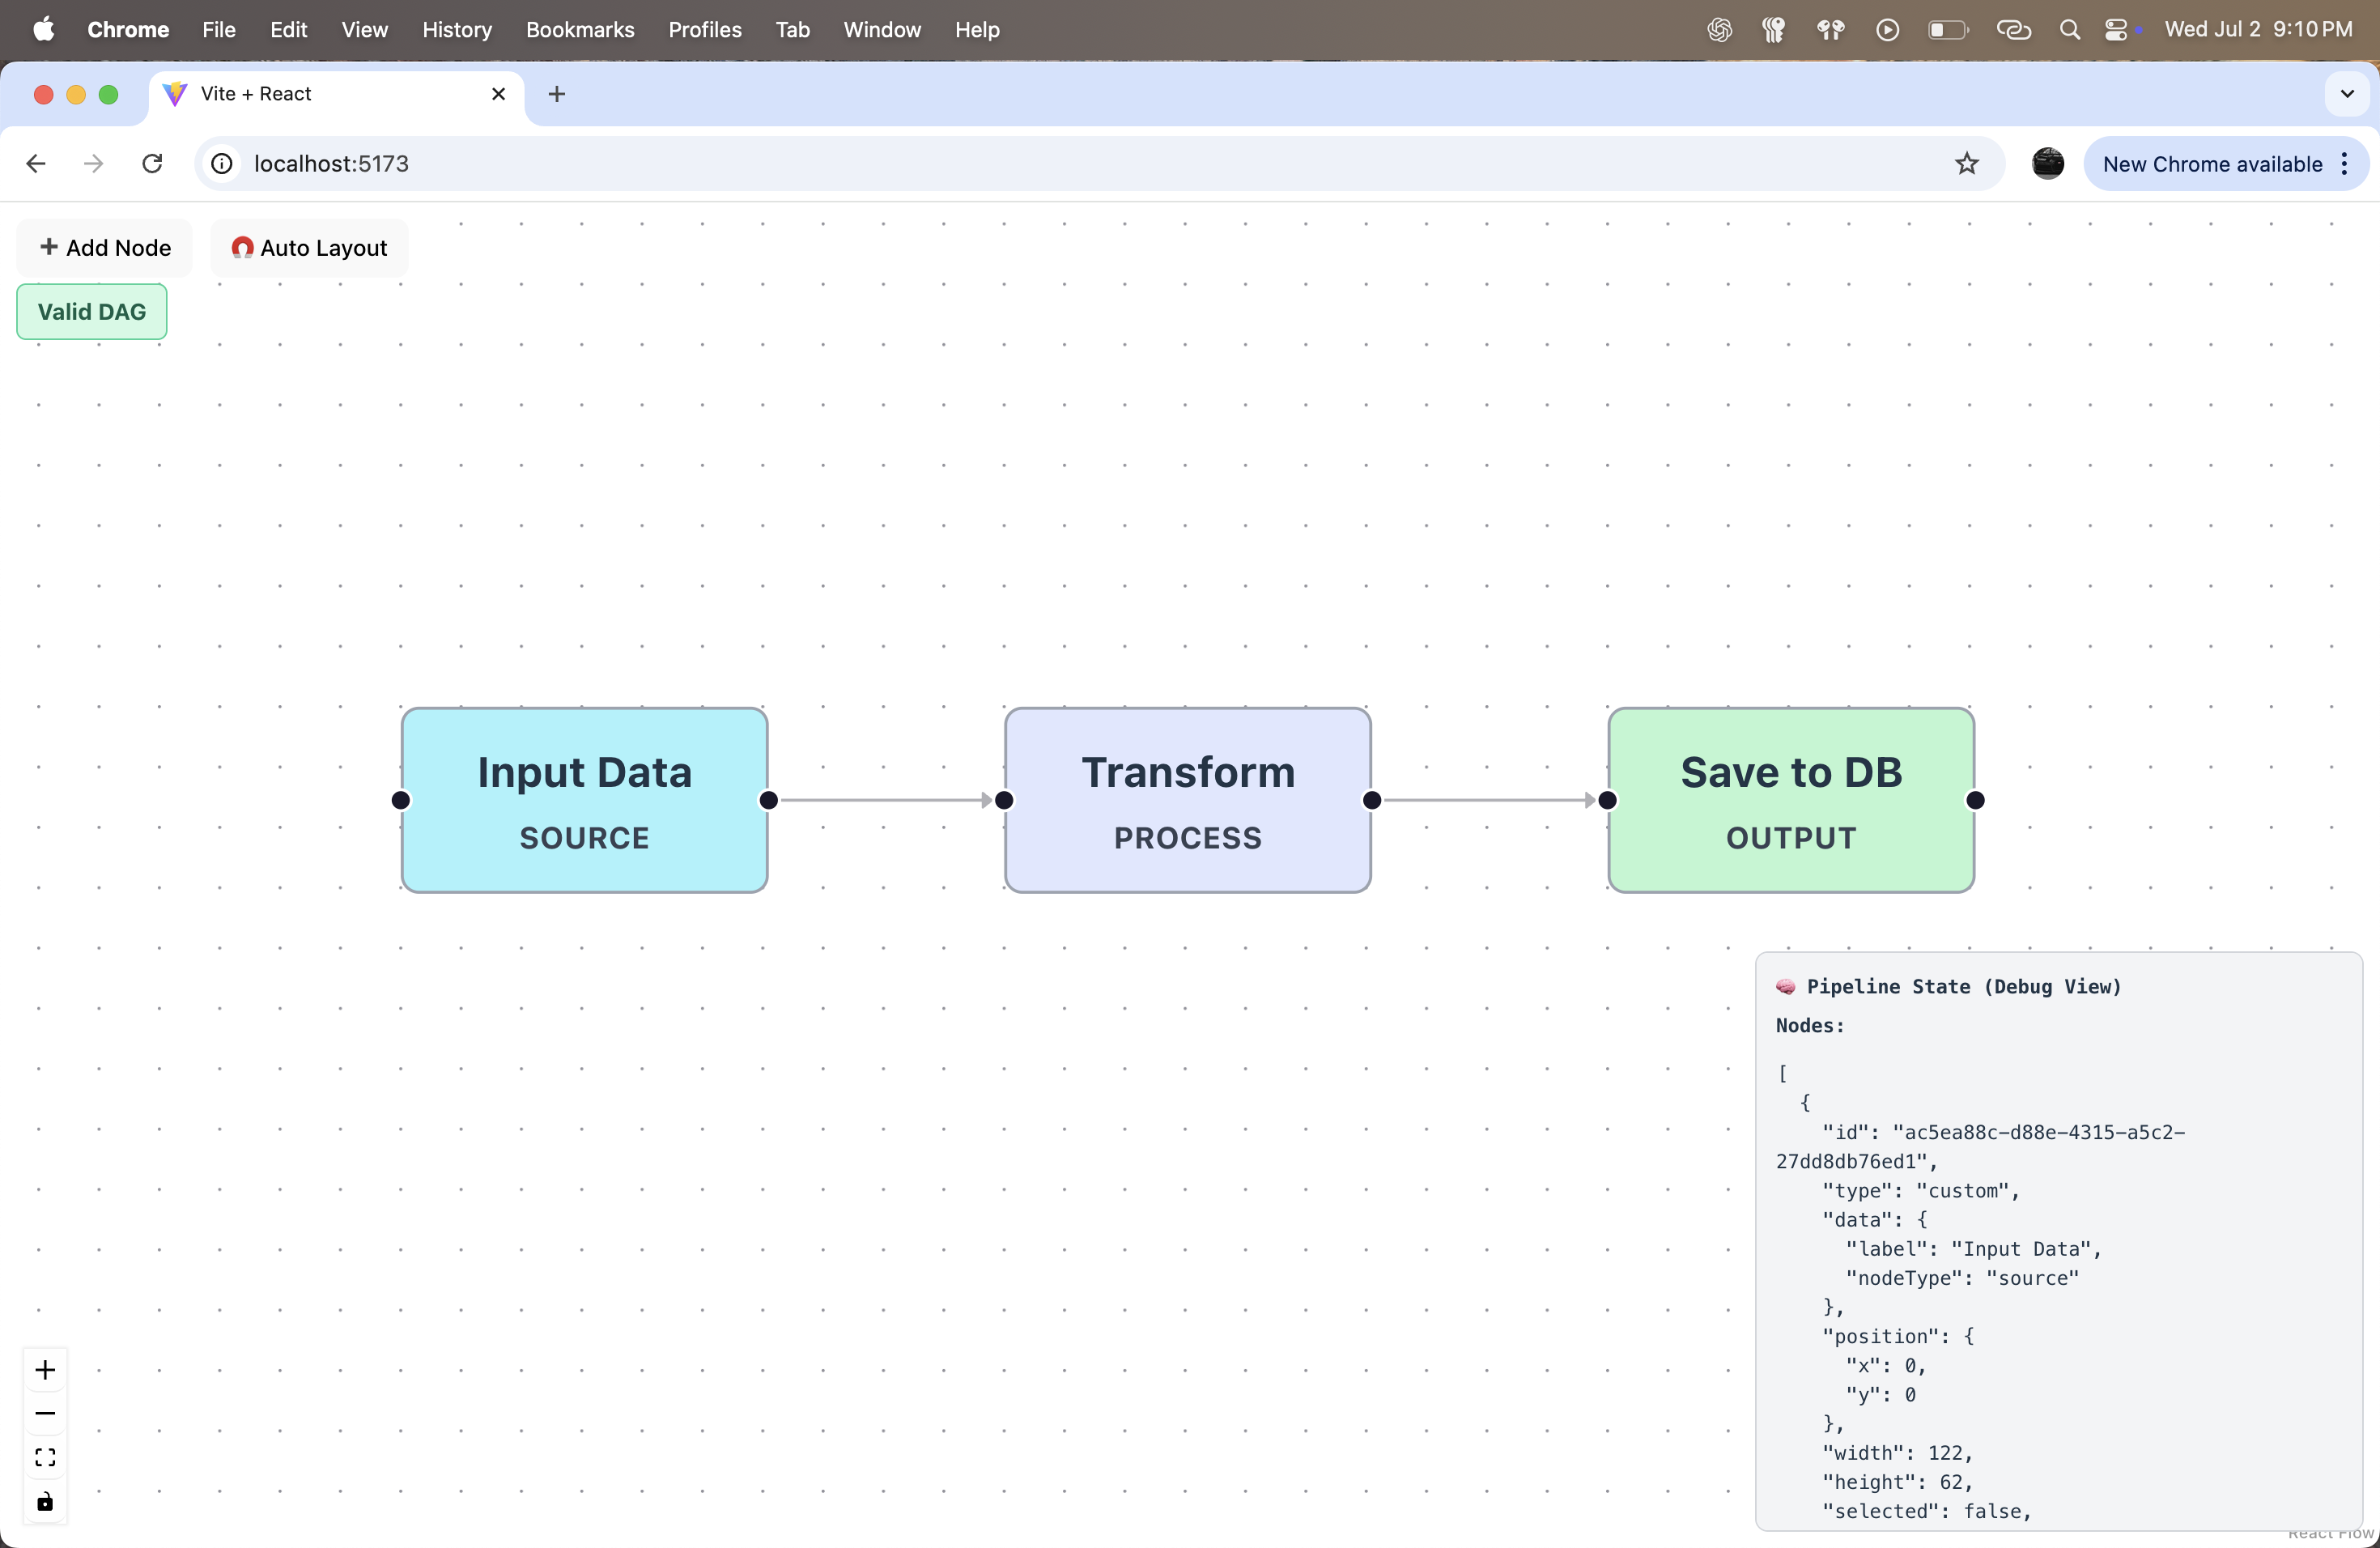 Chrome File Edit View History Bookmarks Profiles Tab Window Help Wed Jul 2 9:10 PM
Vite + React
localhost:5173 New Chrome available
Add Node Auto Layout
Valid DAG
Input Data
SOURCE
Transform
PROCESS
Save to DB
OUTPUT
Pipeline State (Debug View)
Nodes:
[
{
"id": "ac5ea88c-d88e-4315-a5c2-
27dd8db76ed1",
"type": "custom",
"data": {
"label": "Input Data",
"nodeType": "source"
},
"position": {
"x": 0,
"y": 0
},
"width": 122,
"height": 62,
"selected": false,
React Flow